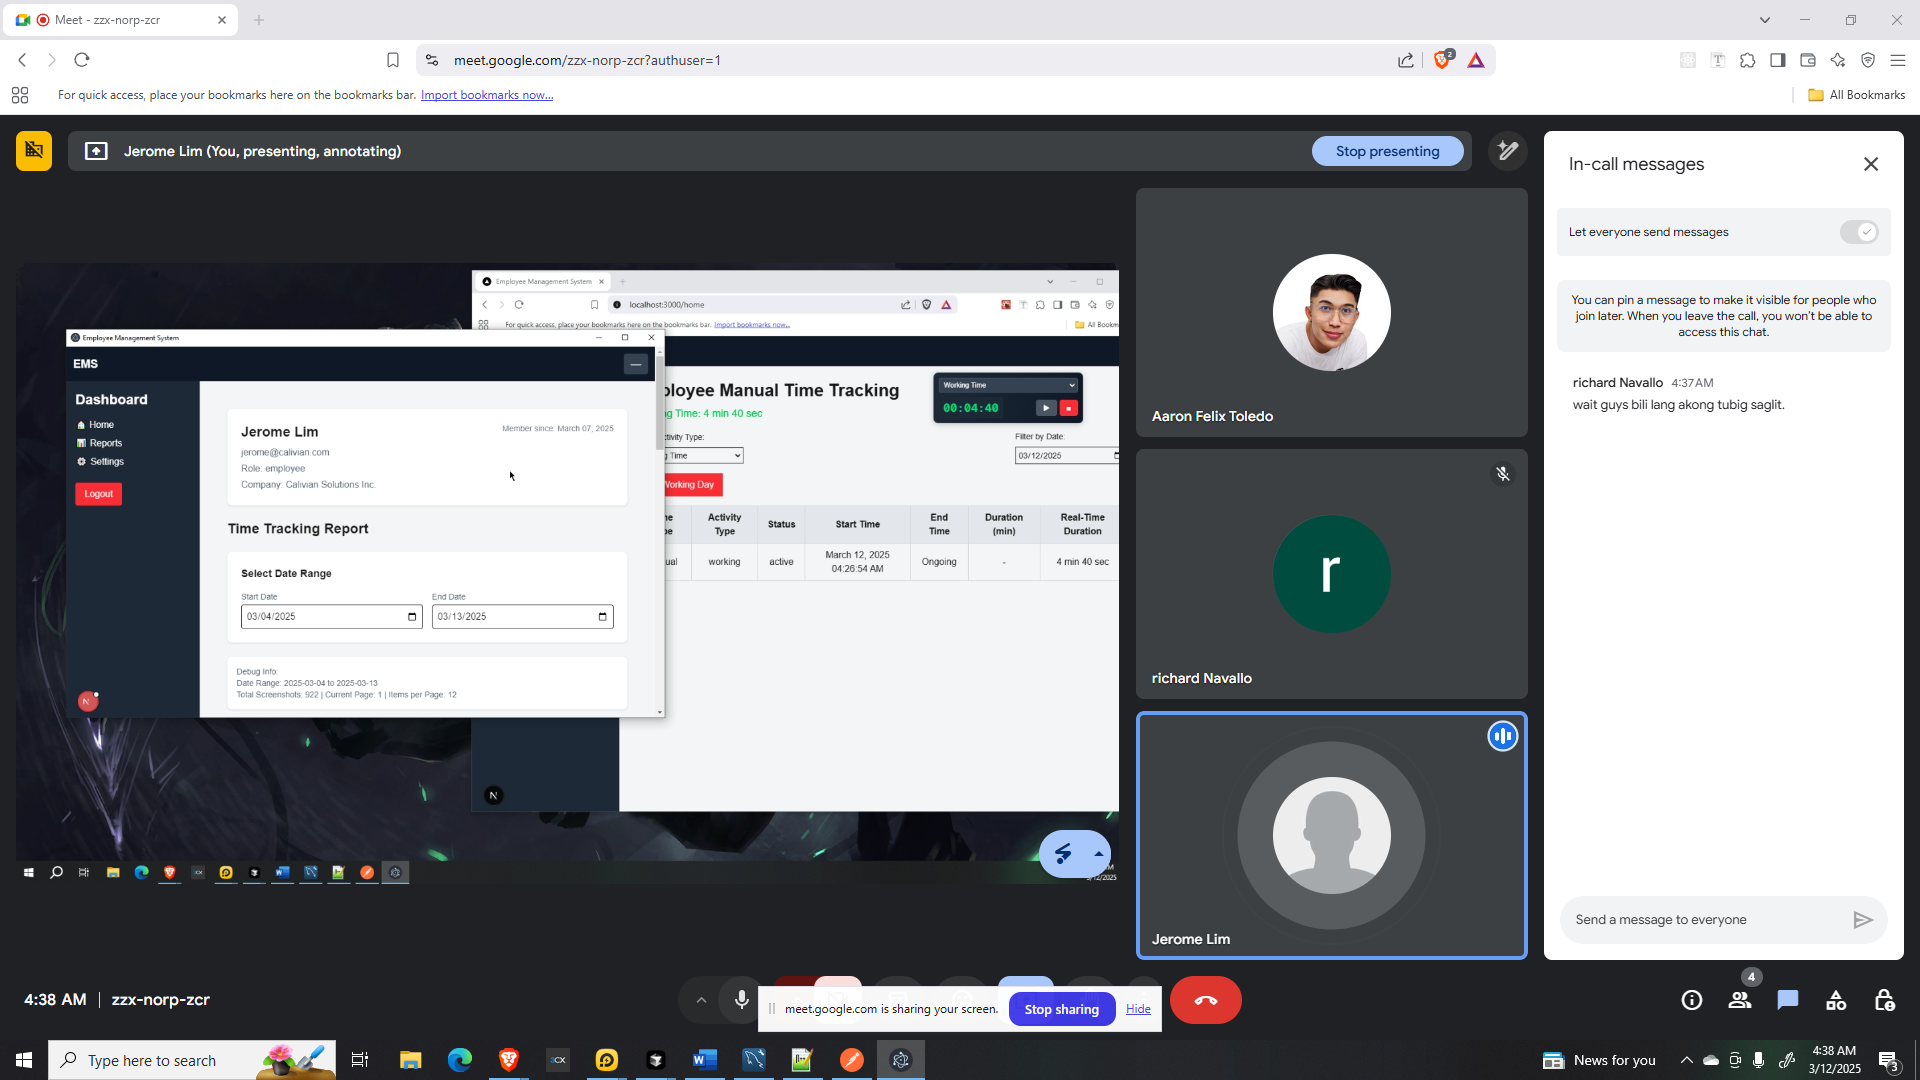 Meet - zzx-norp-zcr
meet.google.com/zzx-norp-zcr?authuser=1
2
For quick access, place your bookmarks here on the bookmarks bar. Import bookmarks now...
All Bookmarks
Jerome Lim (You, presenting, annotating)
Stop presenting
Employee Management System
localhost:3000/home
For quick access, place your bookmarks here on the bookmarks bar. Import bookmarks now...
All Bookm
Employee Management System
EMS
Dashboard
Home
Reports
Settings
Logout
N
Jerome Lim
Member since: March 07, 2025
jerome@calivian.com
Role: employee
Company: Calivian Solutions Inc.
Time Tracking Report
Select Date Range
Start Date
End Date
03/04/2025
03/13/2025
Debug Info:
Date Range: 2025-03-04 to 2025-03-13
Total Screenshots: 922 | Current Page: 1 | Items per Page: 12
ployee Manual Time Tracking
g Time: 4 min 40 sec
Working Time
00:04:40
ctivity Type:
g Time
Filter by Date:
03/12/2025
Working Day
Activity Type
Status
Start Time
End Time
Duration (min)
Real-Time Duration
ual
working
active
March 12, 2025 04:26:54 AM
Ongoing
-
4 min 40 sec
N
3/12/2025
Aaron Felix Toledo
r
richard Navallo
Jerome Lim
In-call messages
Let everyone send messages
You can pin a message to make it visible for people who
join later. When you leave the call, you won't be able to
access this chat.
richard Navallo 4:37 AM
wait guys bili lang akong tubig saglit.
Send a message to everyone
4:38 AM | zzx-norp-zcr
meet.google.com is sharing your screen.
Stop sharing
Hide
4
Type here to search
News for you
4:38 AM
3/12/2025
3